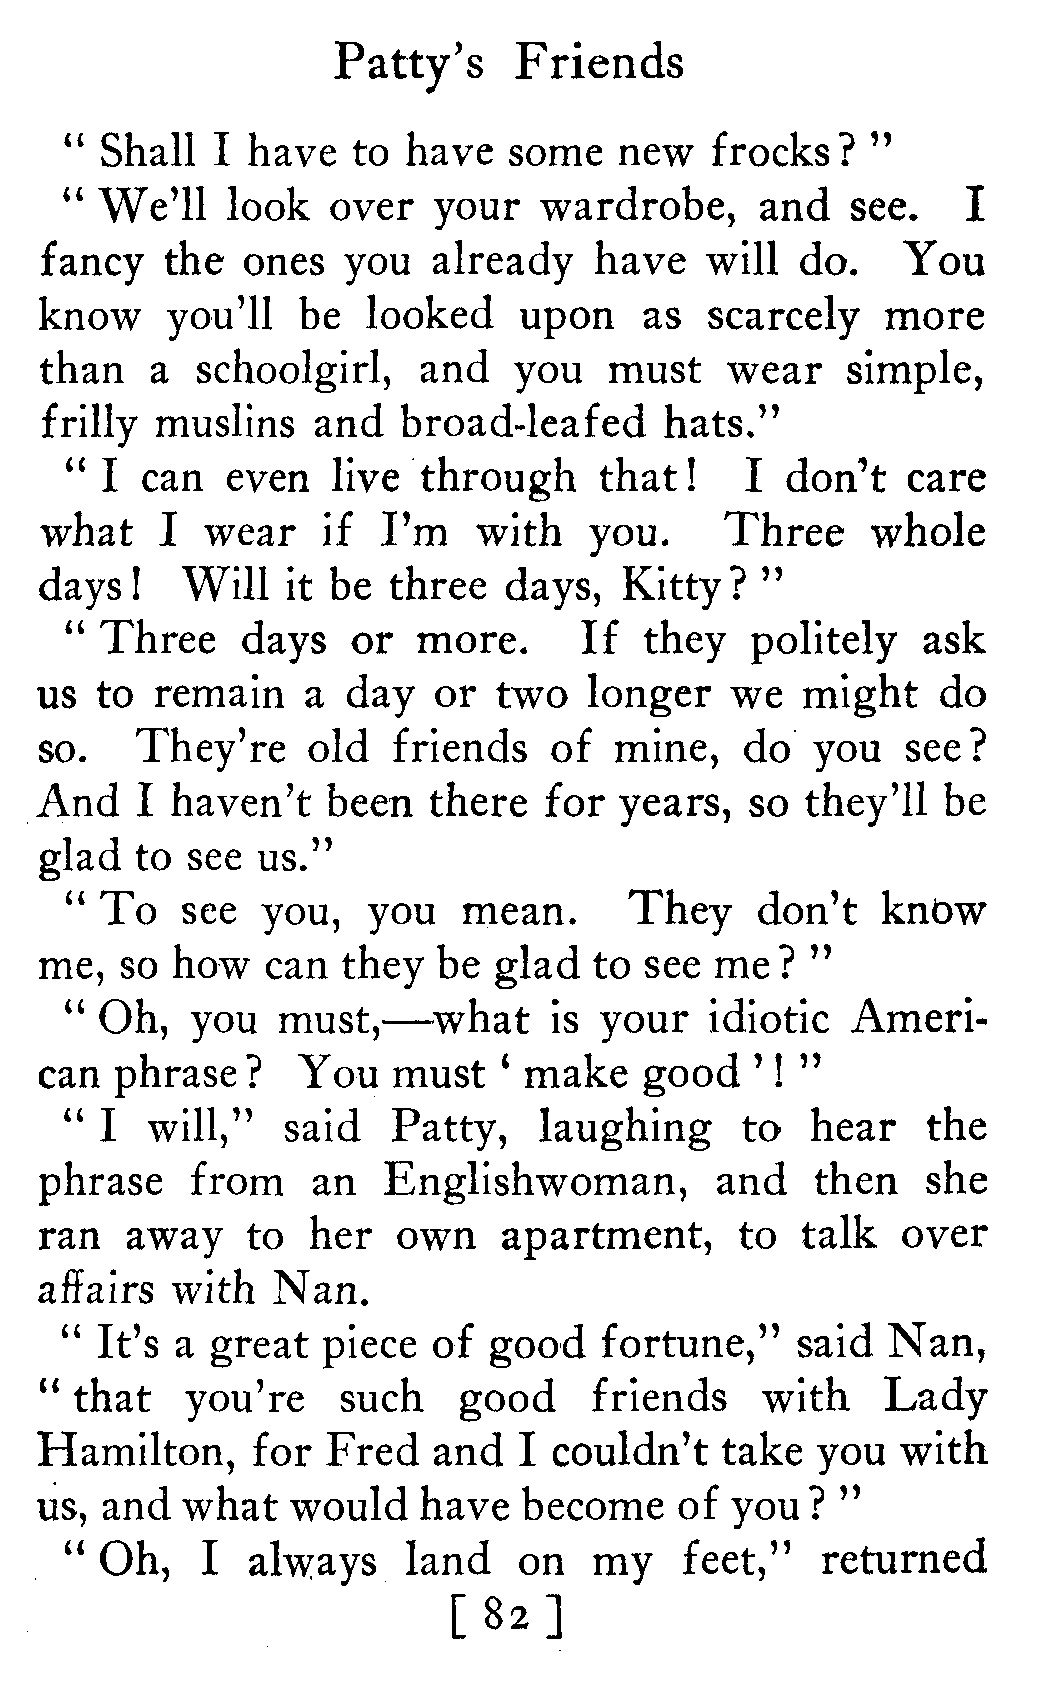 Patty's Friends
" Shall I have to have some new frocks? "
" We'll look over your wardrobe, and see. I
fancy the ones you already have will do. You
know you'll be looked upon as scarcely more
than a schoolgirl, and you must wear simple,
frilly muslins and broad-leafed hats."
" I can even live through that! I don't care
what I wear if I'm with you. Three whole
days! Will it be three days, Kitty? "
" Three days or more. If they politely ask
us to remain a day or two longer we might do
so. They're old friends of mine, do you see?
And I haven't been there for years, so they'll be
glad to see us."
" To see you, you mean. They don't know
me, so how can they be glad to see me? "
" Oh, you must,—what is your idiotic Ameri-
can phrase? You must ' make good '! "
" I will," said Patty, laughing to hear the
phrase from an Englishwoman, and then she
ran away to her own apartment, to talk over
affairs with Nan.
" It's a great piece of good fortune," said Nan,
" that you're such good friends with Lady
Hamilton, for Fred and I couldn't take you with
us, and what would have become of you? "
" Oh, I always land on my feet," returned
[ 82 ]